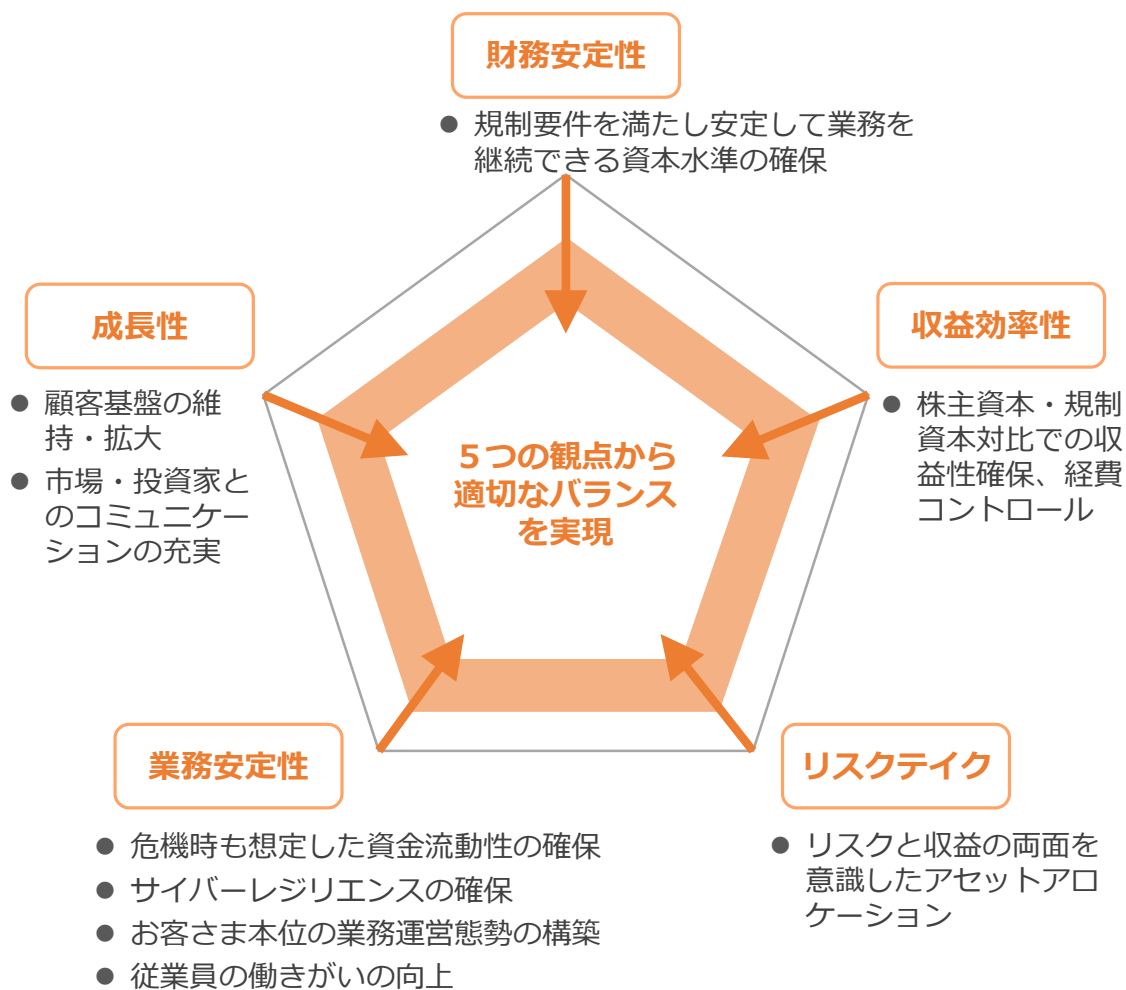 財務安定性
● 規制要件を満たし安定して業務を
継続できる資本水準の確保
成長性
● 顧客基盤の維
持・拡大
● 市場・投資家と
のコミュニケー
ションの充実
収益効率性
● 株主資本・規制
資本対比での収
益性確保、経費
コントロール
５つの観点から
適切なバランス
を実現
業務安定性
● 危機時も想定した資金流動性の確保
● サイバーレジリエンスの確保
● お客さま本位の業務運営態勢の構築
● 従業員の働きがいの向上
リスクテイク
● リスクと収益の両面を
意識したアセットアロ
ケーション